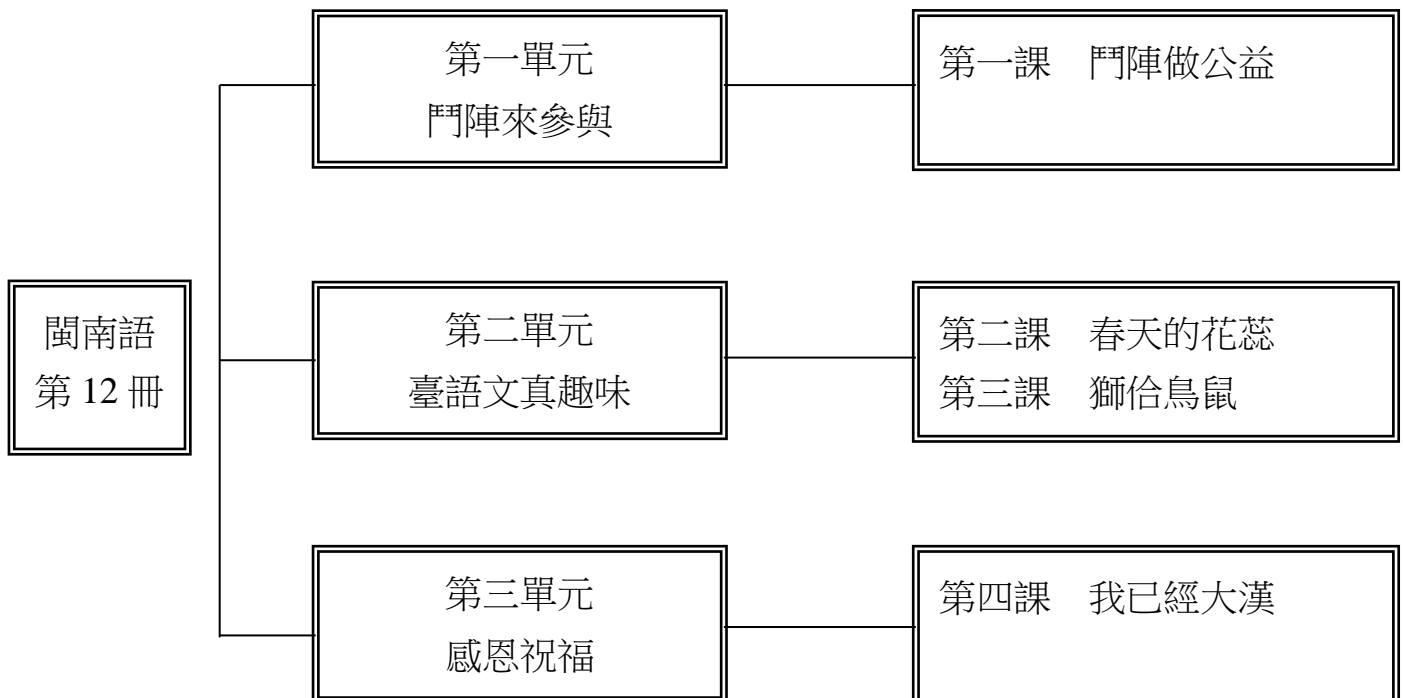 閩南語
第 12 冊
第一單元
鬥陣來參與
第一課　鬥陣做公益
第二單元
臺語文真趣味
第二課　春天的花蕊
第三課　獅佮鳥鼠
第三單元
感恩祝福
第四課　我已經大漢